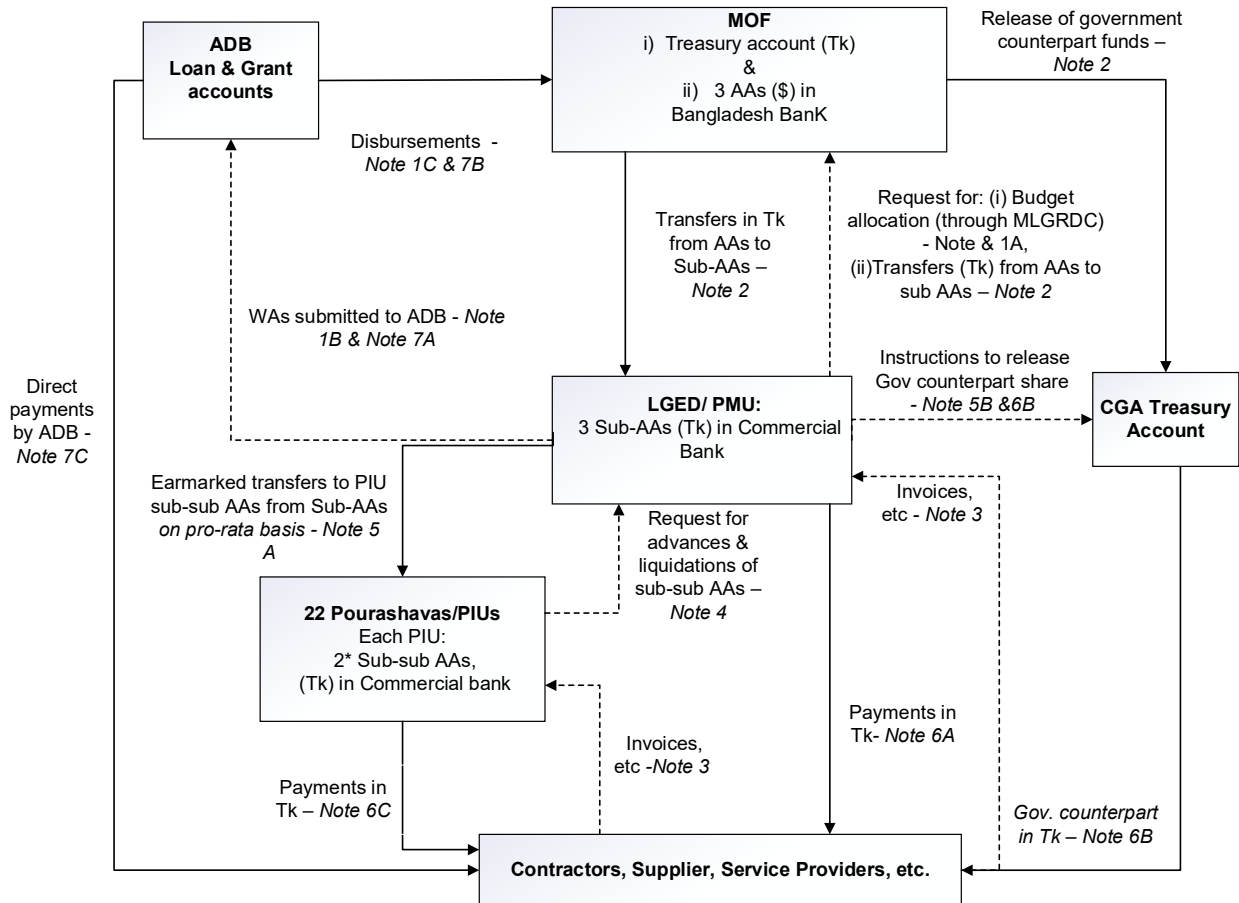 ADB
Loan & Grant
accounts
MOF
i) Treasury account (Tk)
&
ii) 3 AAs ($) in
Bangladesh BanK
Release of government
counterpart funds –
Note 2
Disbursements -
Note 1C & 7B
Transfers in Tk
from AAs to
Sub-AAs –
Note 2
Request for: (i) Budget
allocation (through MLGRDC)
- Note & 1A,
(ii)Transfers (Tk) from AAs to
sub AAs – Note 2
WAs submitted to ADB - Note
1B & Note 7A
Direct
payments
by ADB -
Note 7C
LGED/ PMU:
3 Sub-AAs (Tk) in Commercial
Bank
Instructions to release
Gov counterpart share
- Note 5B &6B
CGA Treasury
Account
Earmarked transfers to PIU
sub-sub AAs from Sub-AAs
on pro-rata basis - Note 5
A
Request for
advances &
liquidations of
sub-sub AAs –
Note 4
Invoices,
etc - Note 3
22 Pourashavas/PIUs
Each PIU:
2* Sub-sub AAs,
(Tk) in Commercial bank
Payments in
Tk – Note 6C
Invoices,
etc -Note 3
Payments in
Tk- Note 6A
Gov. counterpart
in Tk – Note 6B
Contractors, Supplier, Service Providers, etc.